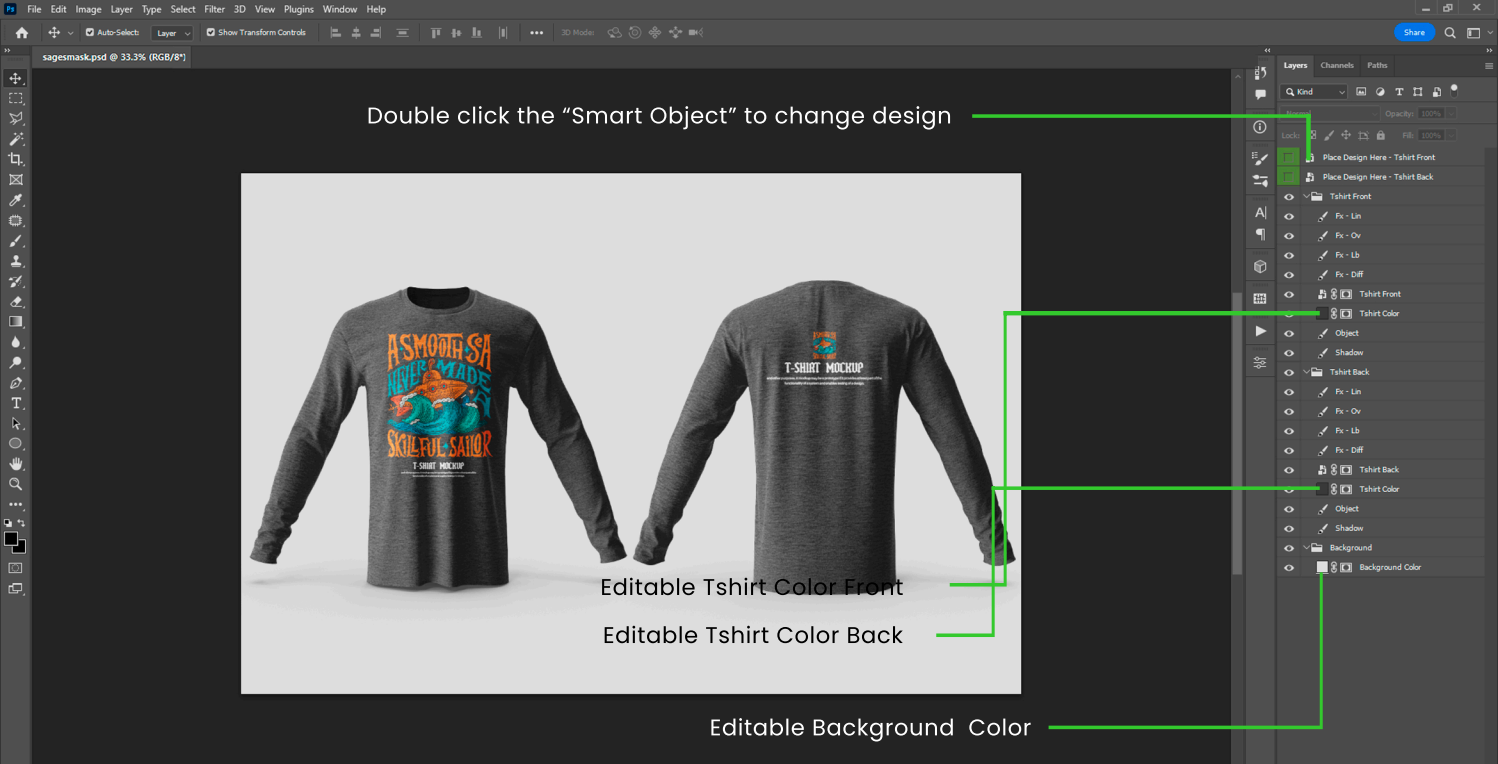 Ps File Edit Image Layer Type Select Filter 3D View Plugins Window Help
Auto-Select: Layer Show Transform Controls 3D Mode: Share
sagesmask.psd @ 33.3% (RGB/8*)
Layers Channels Paths
Kind
Opacity: 100%
Lock: Fill: 100%
Double click the “Smart Object” to change design
Place Design Here - Tshirt Front
Place Design Here - Tshirt Back
Tshirt Front
Fx - Lin
Fx - Ov
Fx - Lb
Fx - Diff
Tshirt Front
Tshirt Color
Object
Shadow
Tshirt Back
Fx - Lin
Fx - Ov
Fx - Lb
Fx - Diff
Tshirt Back
Tshirt Color
Object
Shadow
Background
Background Color
A SMOOTH SEA
NEVER MADE
A
SKILLFUL SAILOR
T-SHIRT MOCKUP
T-SHIRT MOCKUP
Editable Tshirt Color Front
Editable Tshirt Color Back
Editable Background Color